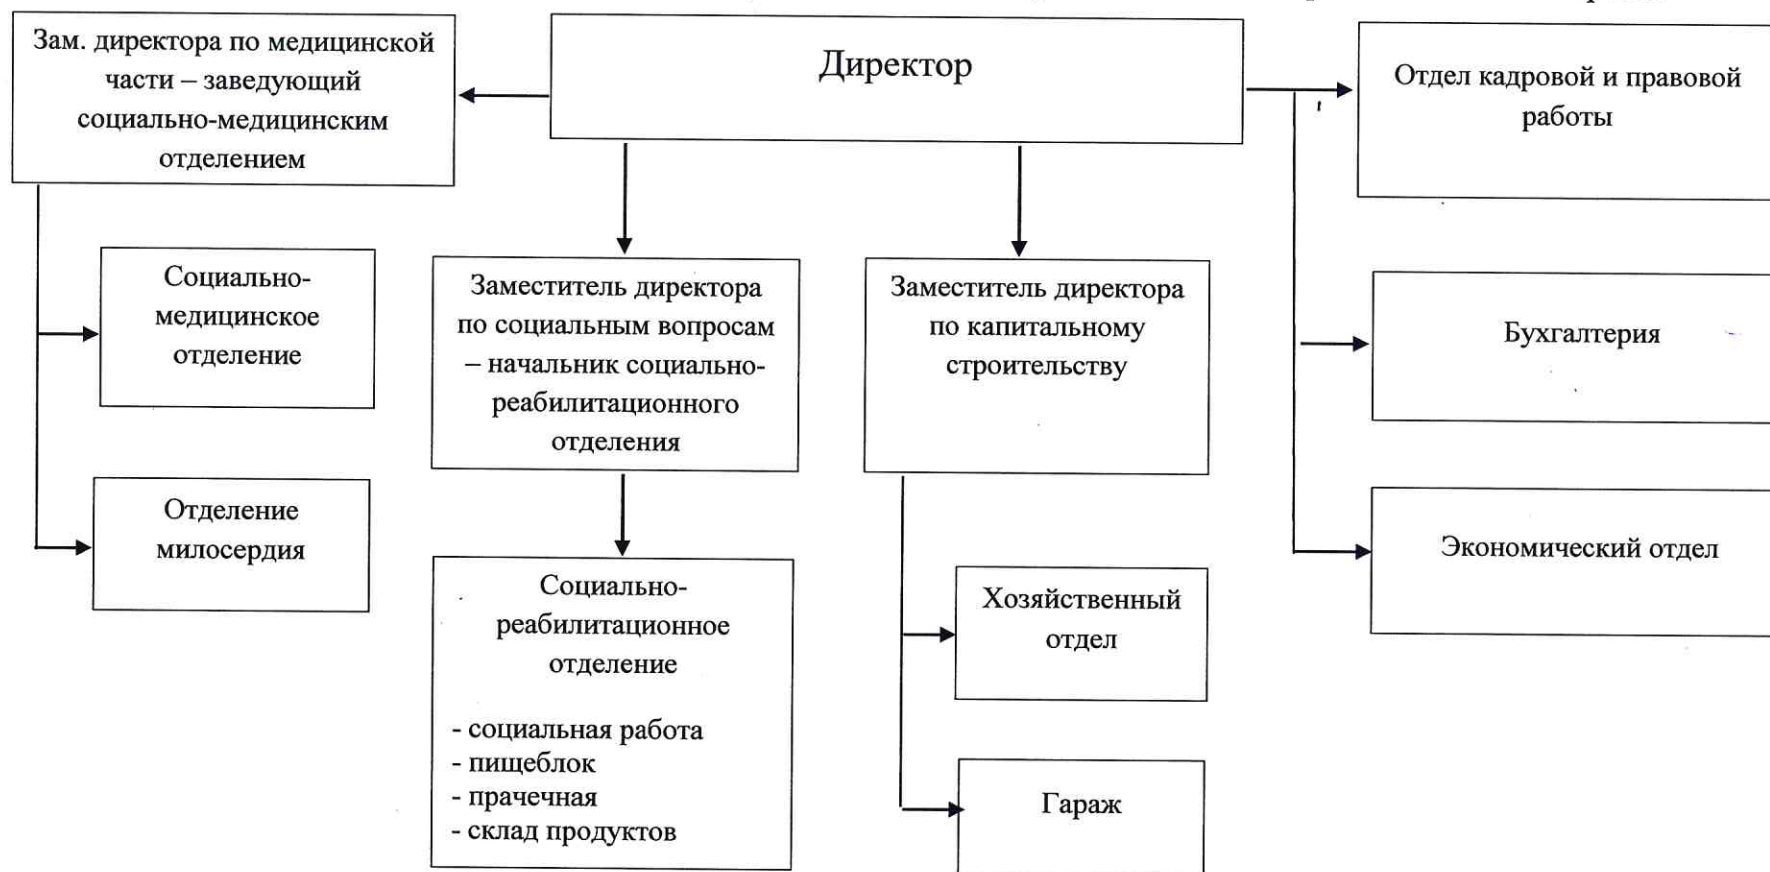 Директор
Зам. директора по медицинской
части – заведующий
социально-медицинским
отделением
Отдел кадровой и правовой
работы
Социально-
медицинское
отделение
Заместитель директора
по социальным вопросам
– начальник социально-
реабилитационного
отделения
Заместитель директора
по капитальному
строительству
Бухгалтерия
Отделение
милосердия
Экономический отдел
Социально-
реабилитационное
отделение
- социальная работа
- пищеблок
- прачечная
- склад продуктов
Хозяйственный
отдел
Гараж